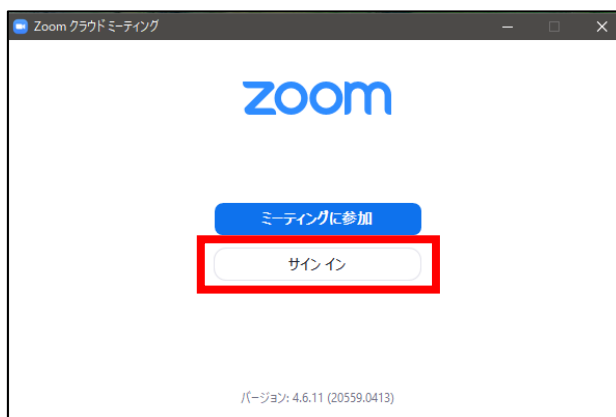 Zoom クラウド ミーティング
zoom
ミーティングに参加
サイン イン
バージョン: 4.6.11 (20559.0413)